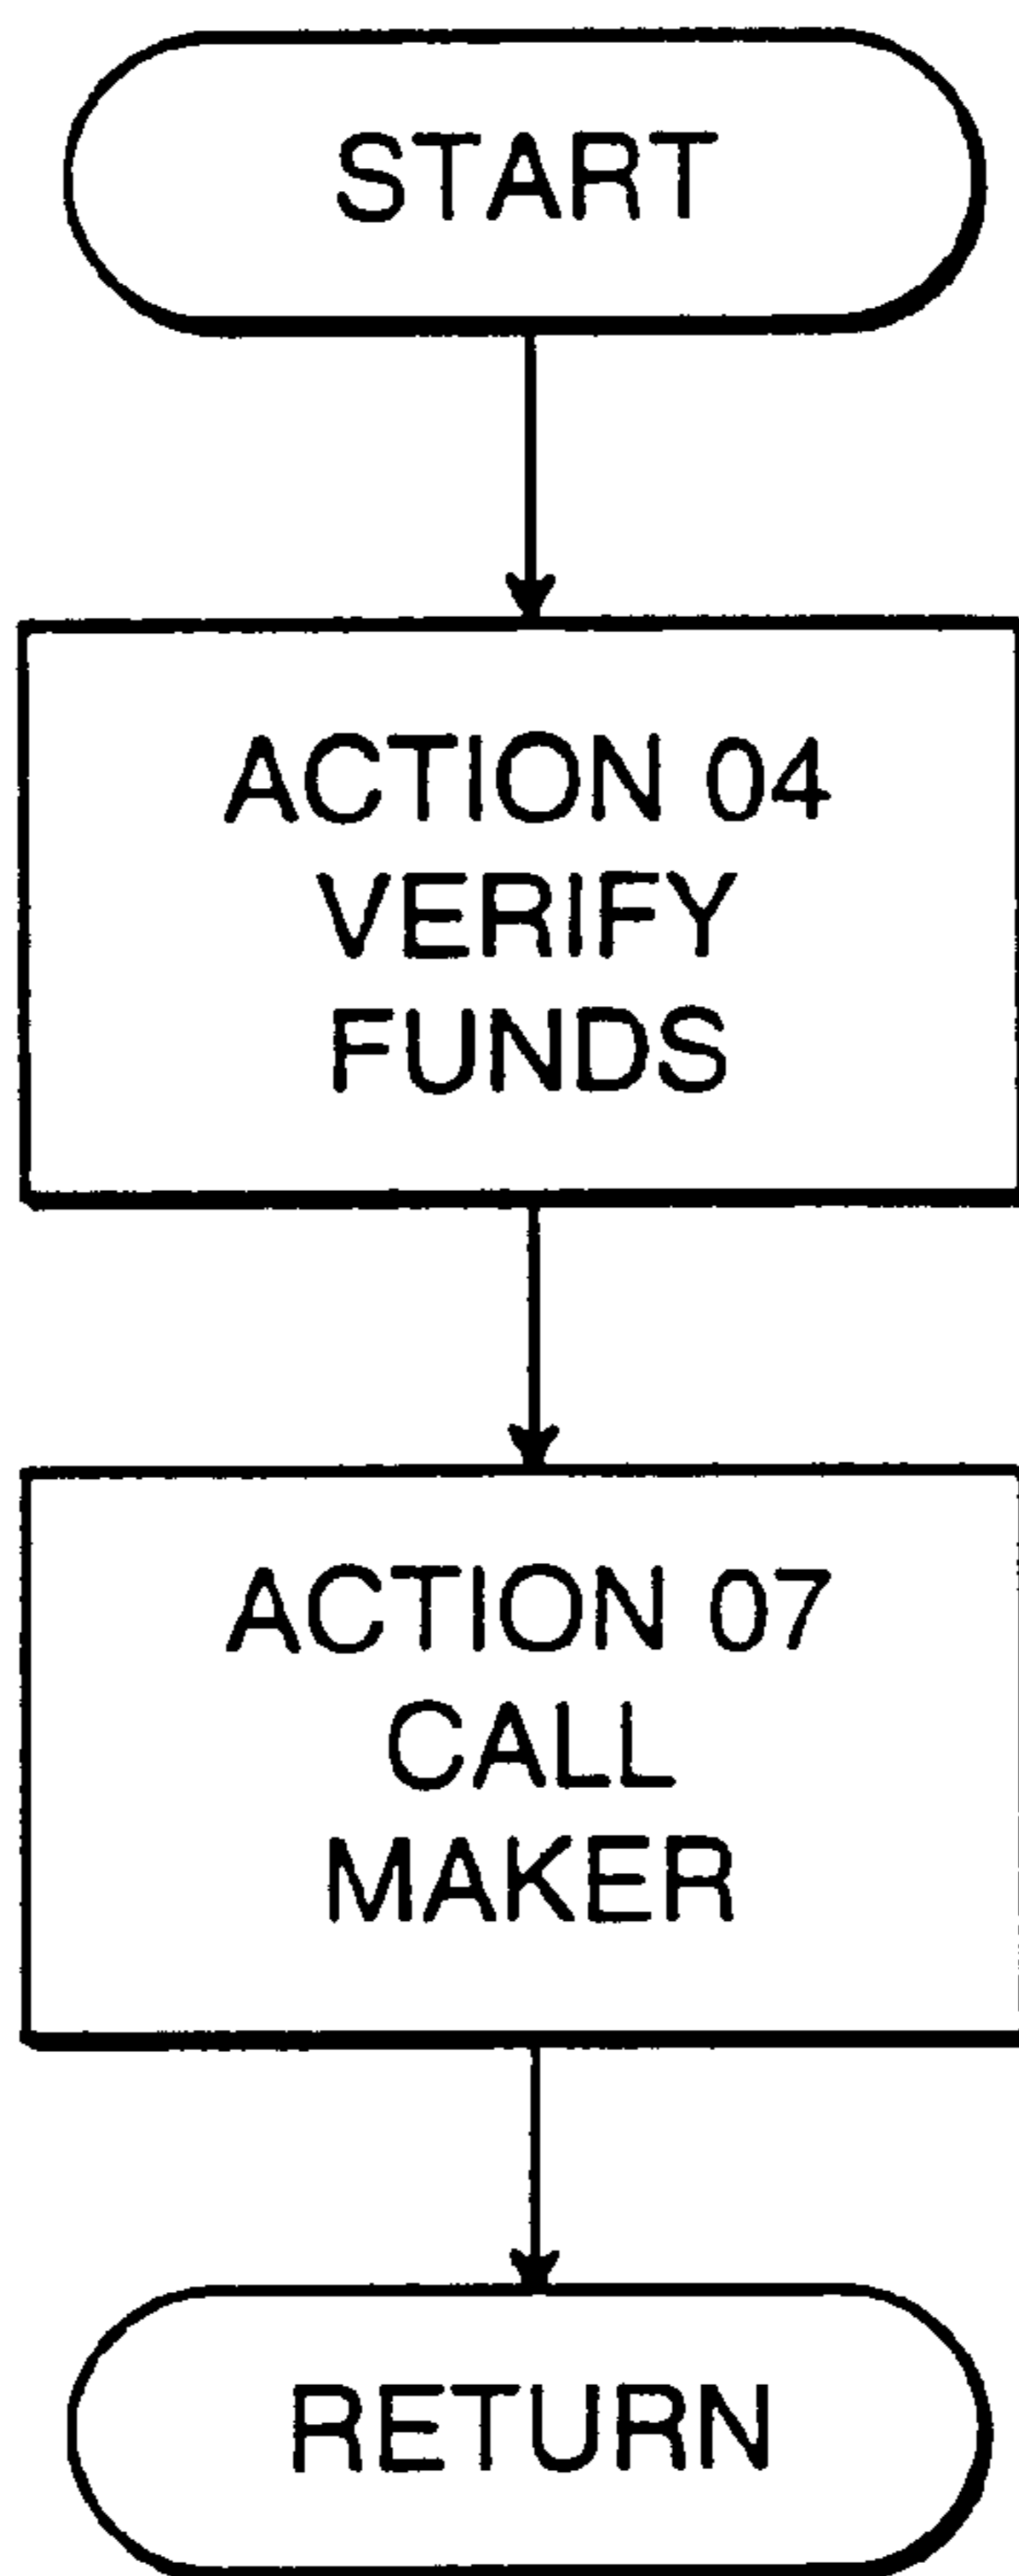 START
ACTION 04
VERIFY
FUNDS
ACTION 07
CALL
MAKER
RETURN